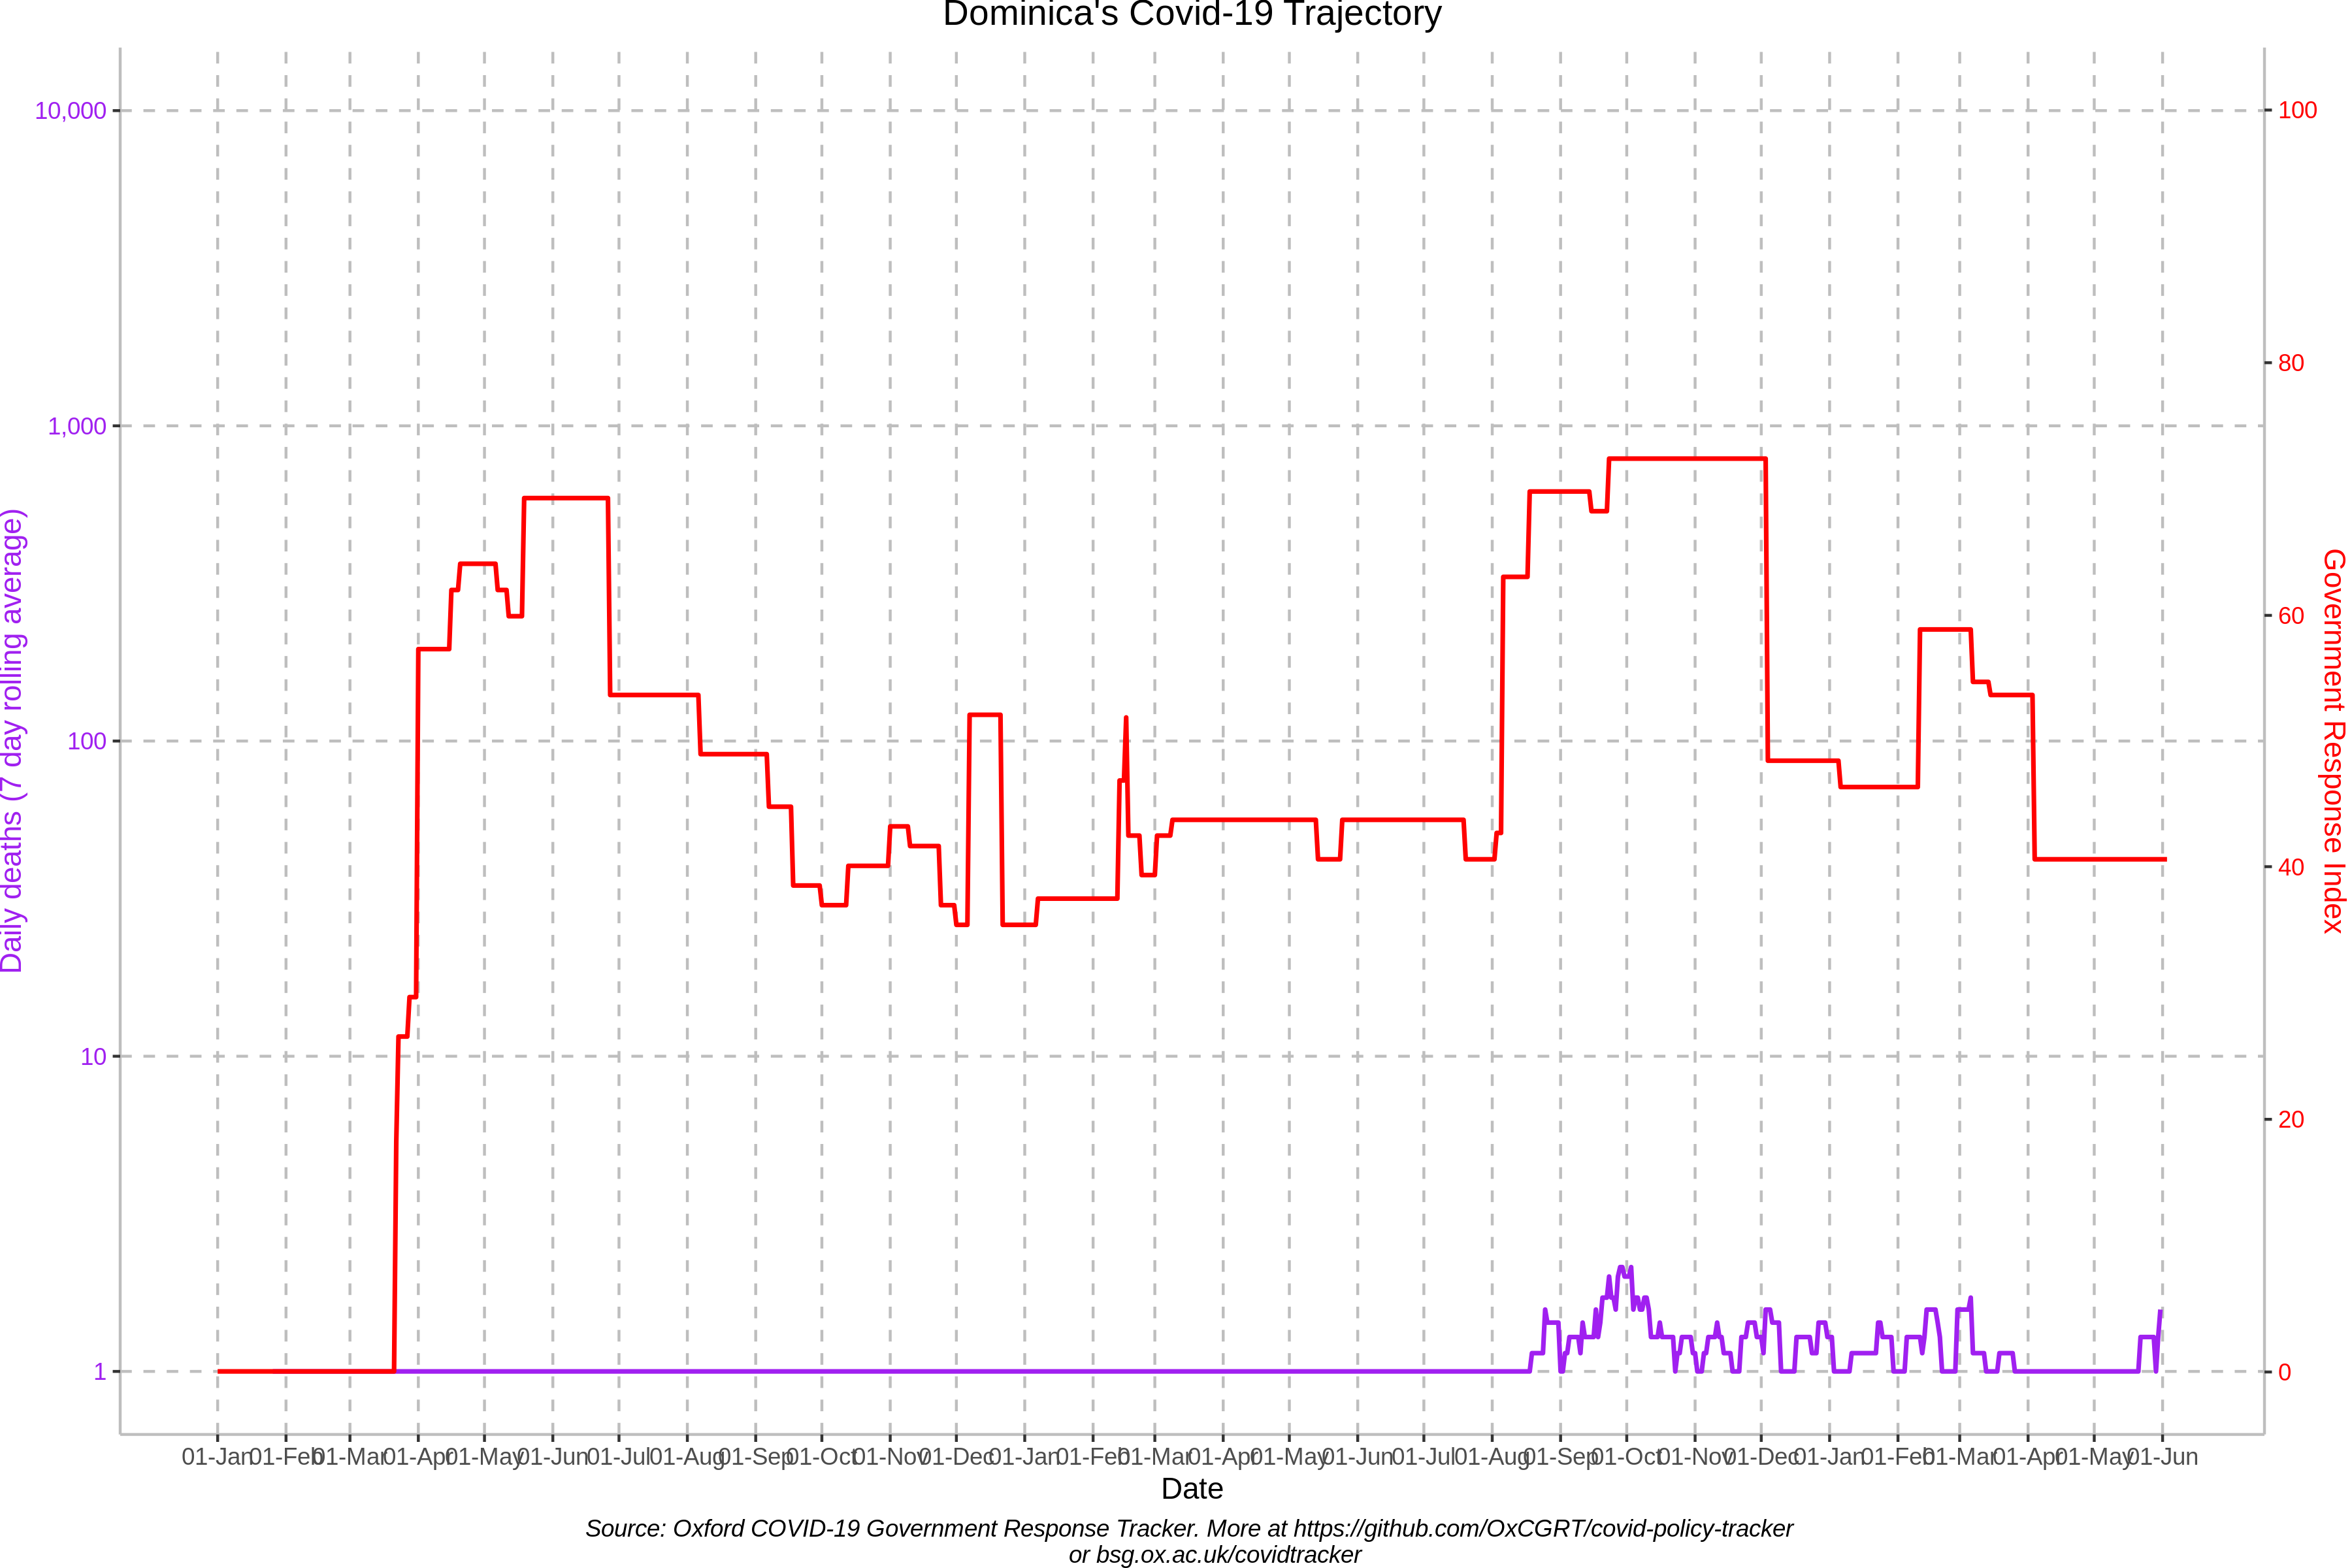 Dominica's Covid-19 Trajectory
10,000
1,000
100
10
1
Daily deaths (7 day rolling average)
100
80
60
40
20
0
Government Response Index
01-Jan 01-Feb 01-Mar 01-Apr 01-May 01-Jun 01-Jul 01-Aug 01-Sep 01-Oct 01-Nov 01-Dec 01-Jan 01-Feb 01-Mar 01-Apr 01-May 01-Jun 01-Jul 01-Aug 01-Sep 01-Oct 01-Nov 01-Dec 01-Jan 01-Feb 01-Mar 01-Apr 01-May 01-Jun
Date
Source: Oxford COVID-19 Government Response Tracker. More at https://github.com/OxCGRT/covid-policy-tracker
or bsg.ox.ac.uk/covidtracker